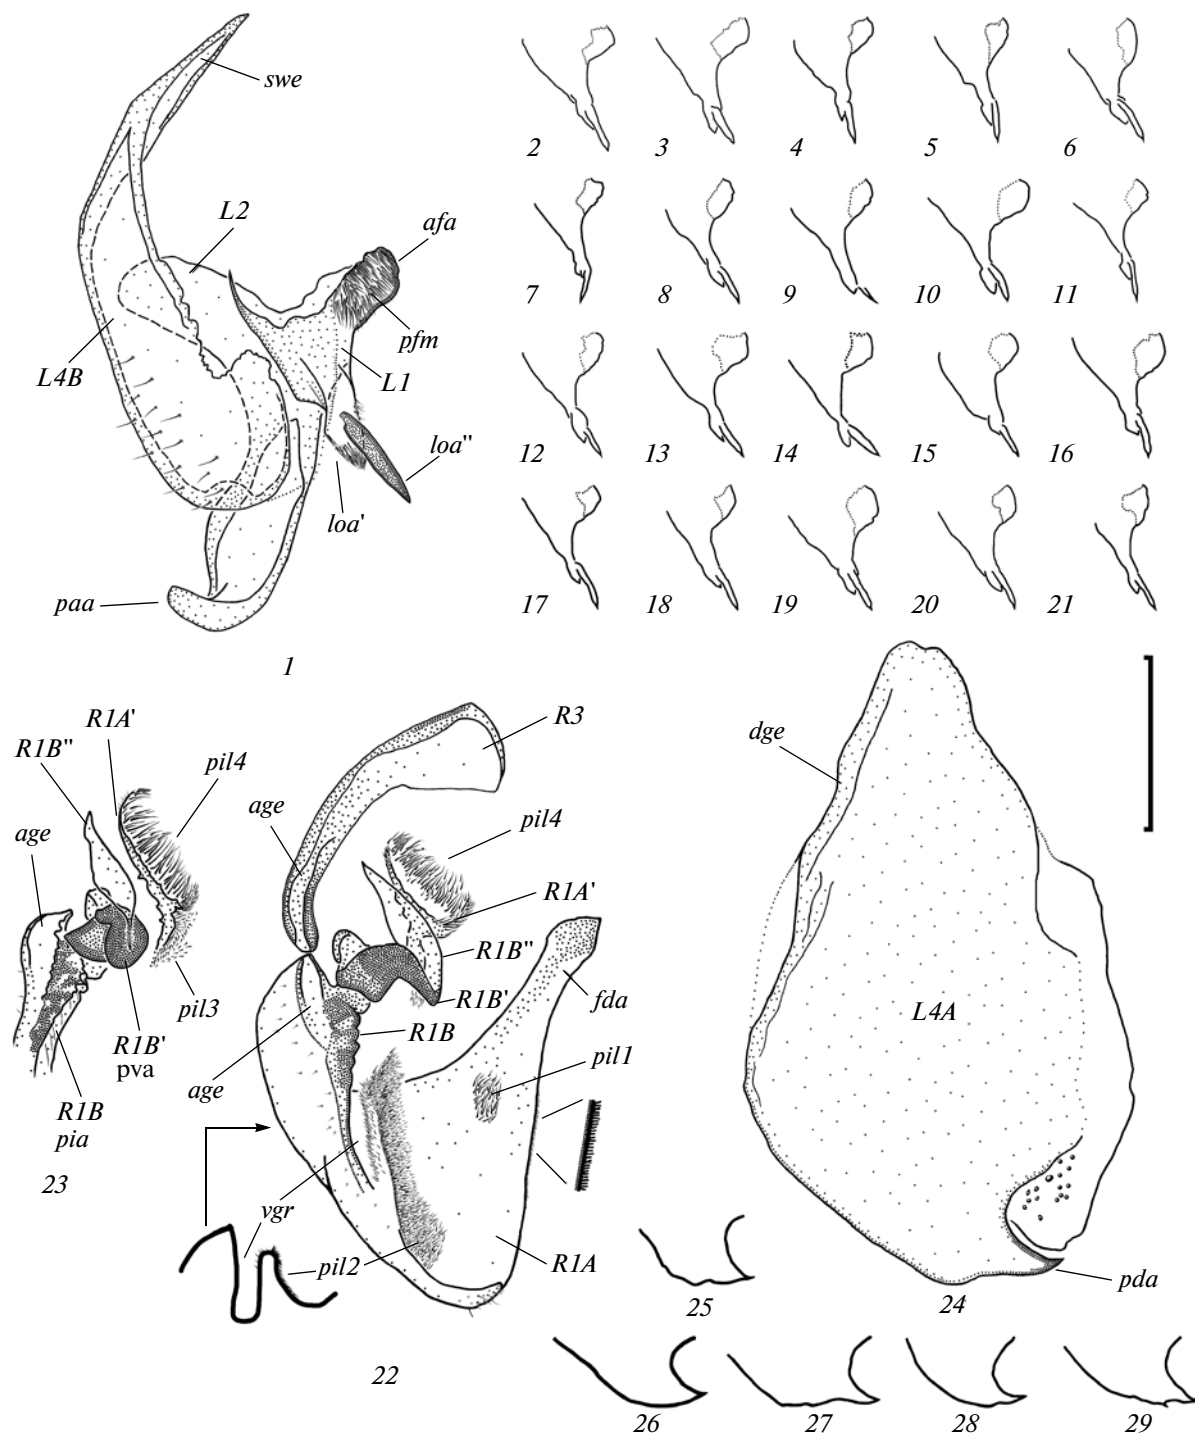 swe
L2
afa
L4B
pfm
L1
loa"
loa'
paa
1
2 3 4 5 6
7 8 9 10 11
12 13 14 15 16
17 18 19 20 21
R1A'
R1B"
pil4
age
pil3
R1B'
pva
R1B
pia
23
R3
age
pil4
R1A'
R1B"
R1B'
fda
R1B
pil1
age
vgr
pil2
R1A
22
dge
L4A
pda
24
25
26 27 28 29